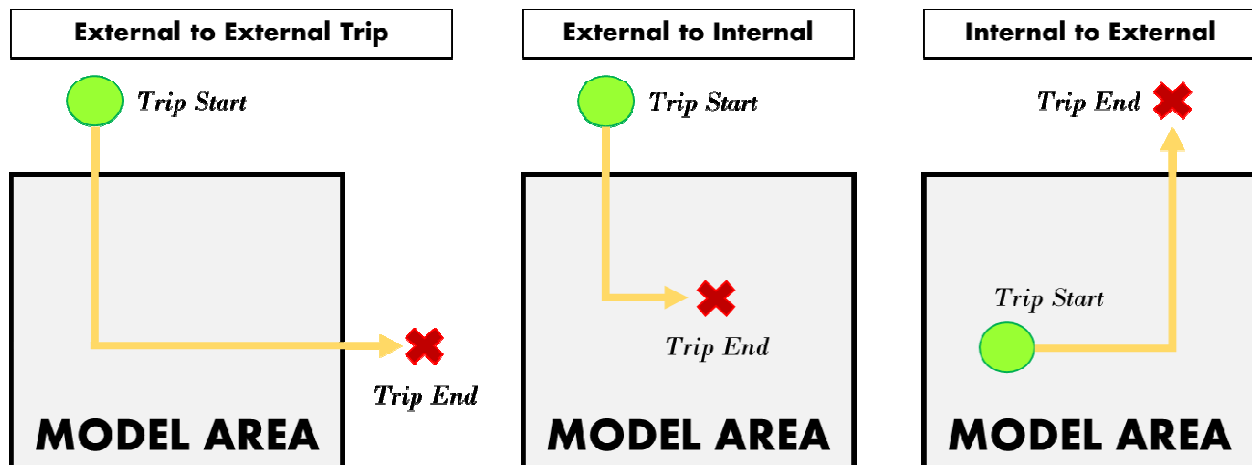 External to External Trip
Trip Start
Trip End
MODEL AREA
External to Internal
Trip Start
Trip End
MODEL AREA
Internal to External
Trip End
Trip Start
MODEL AREA